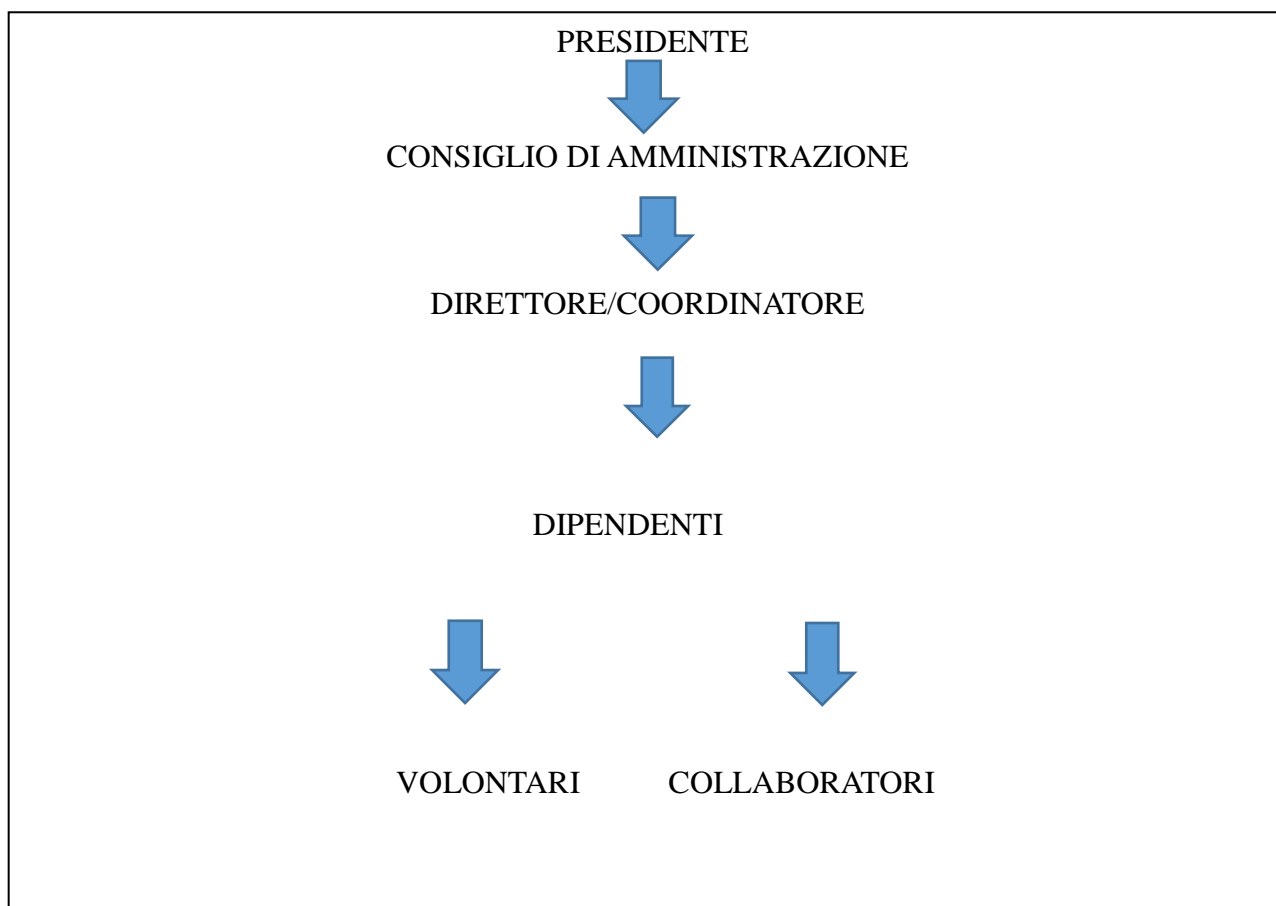 PRESIDENTE
CONSIGLIO DI AMMINISTRAZIONE
DIRETTORE/COORDINATORE
DIPENDENTI
VOLONTARI COLLABORATORI